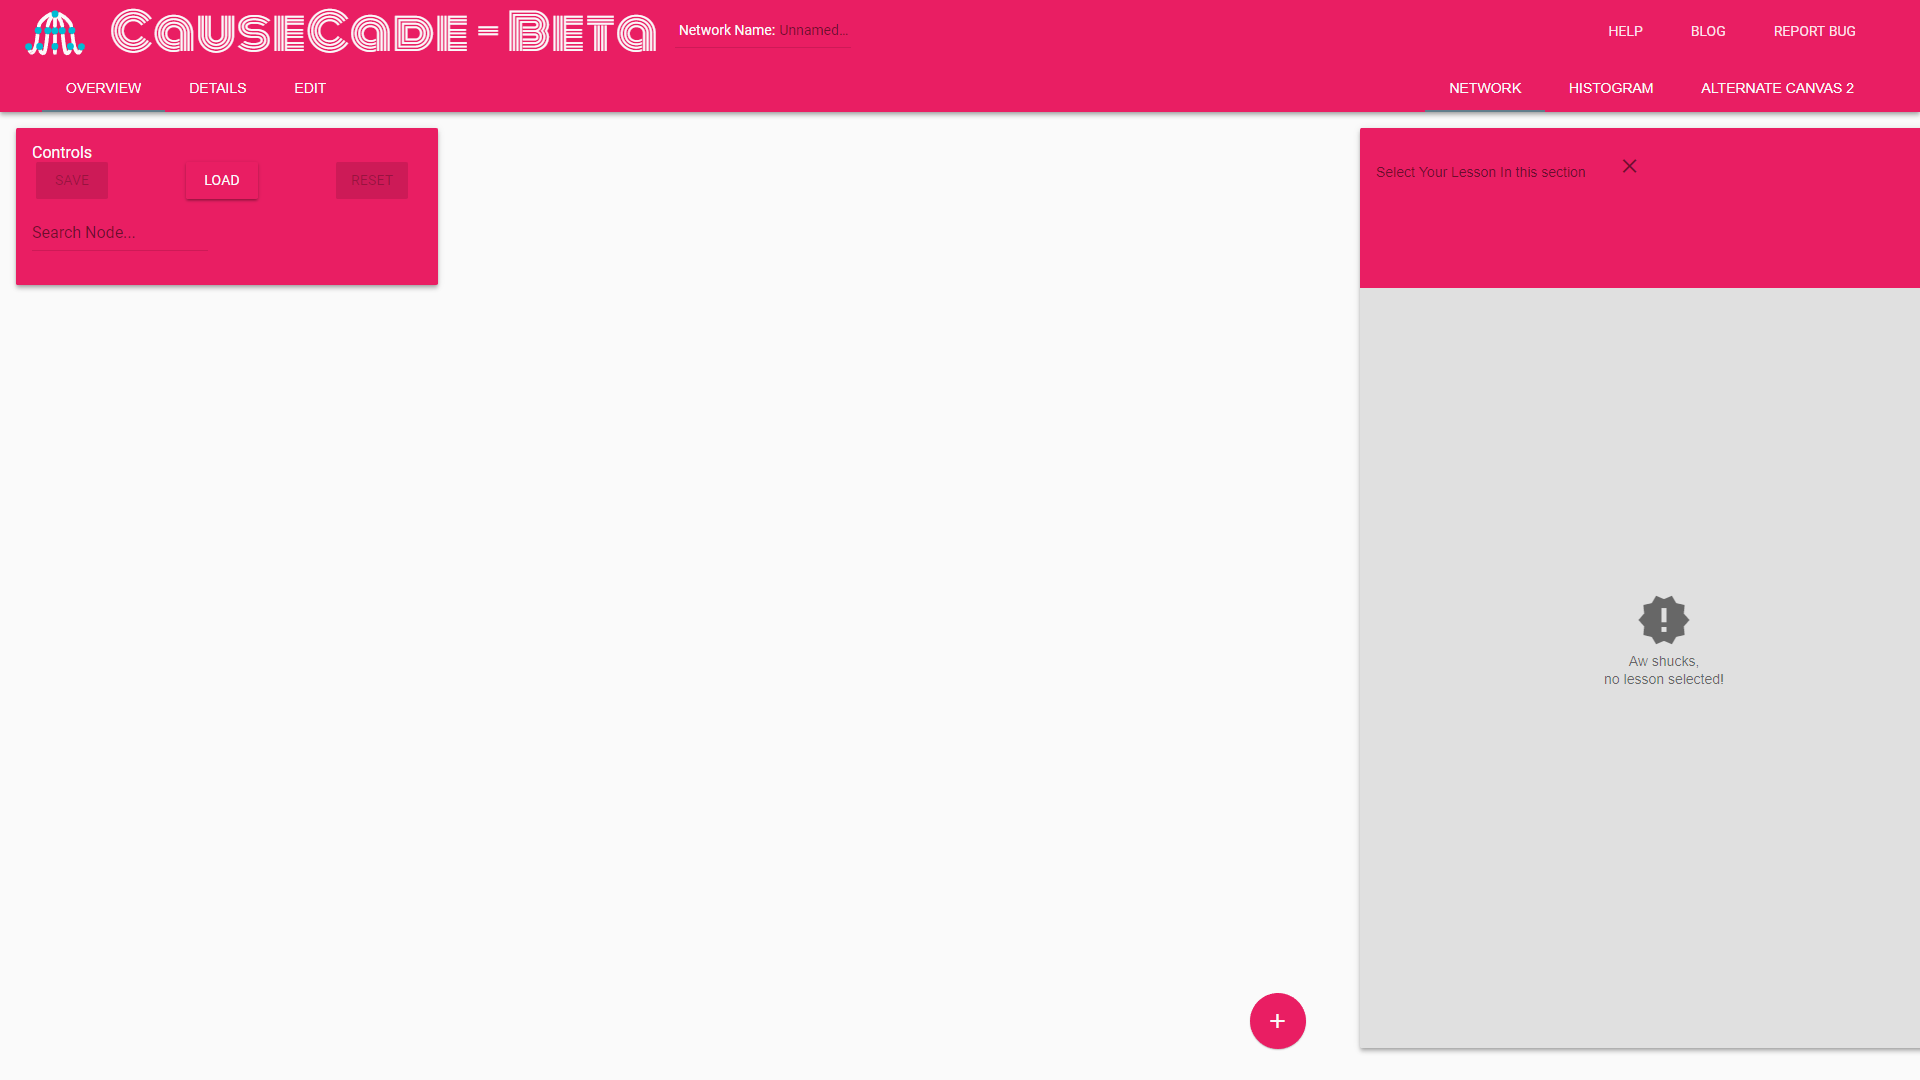 CauseCade - Beta
Network Name: Unnamed...
HELP BLOG REPORT BUG
OVERVIEW DETAILS EDIT
NETWORK HISTOGRAM ALTERNATE CANVAS 2
Controls
SAVE LOAD RESET
Search Node...
Select Your Lesson In this section
Aw shucks,
no lesson selected!